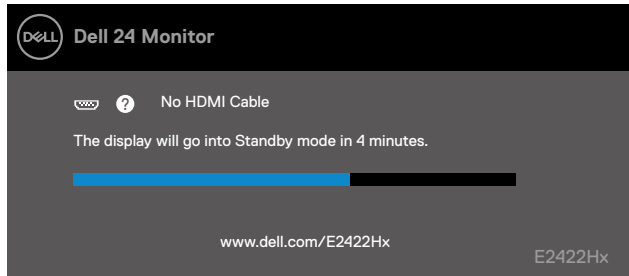 DELL
Dell 24 Monitor
? No HDMI Cable
The display will go into Standby mode in 4 minutes.
www.dell.com/E2422Hx
E2422Hx